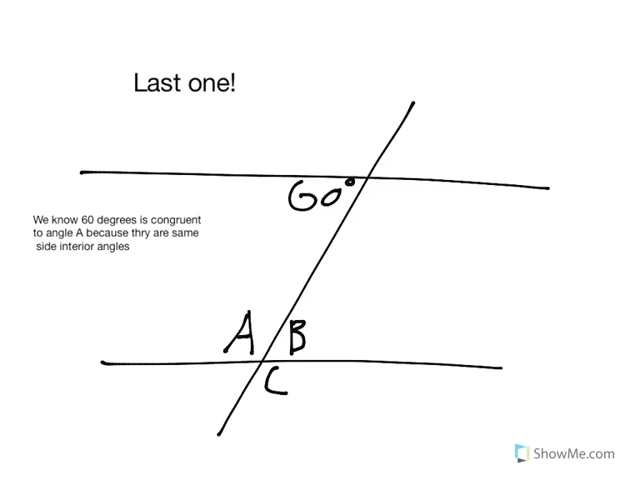 Last one!
60°
We know 60 degrees is congruent
to angle A because thry are same
side interior angles
A B
C
ShowMe.com